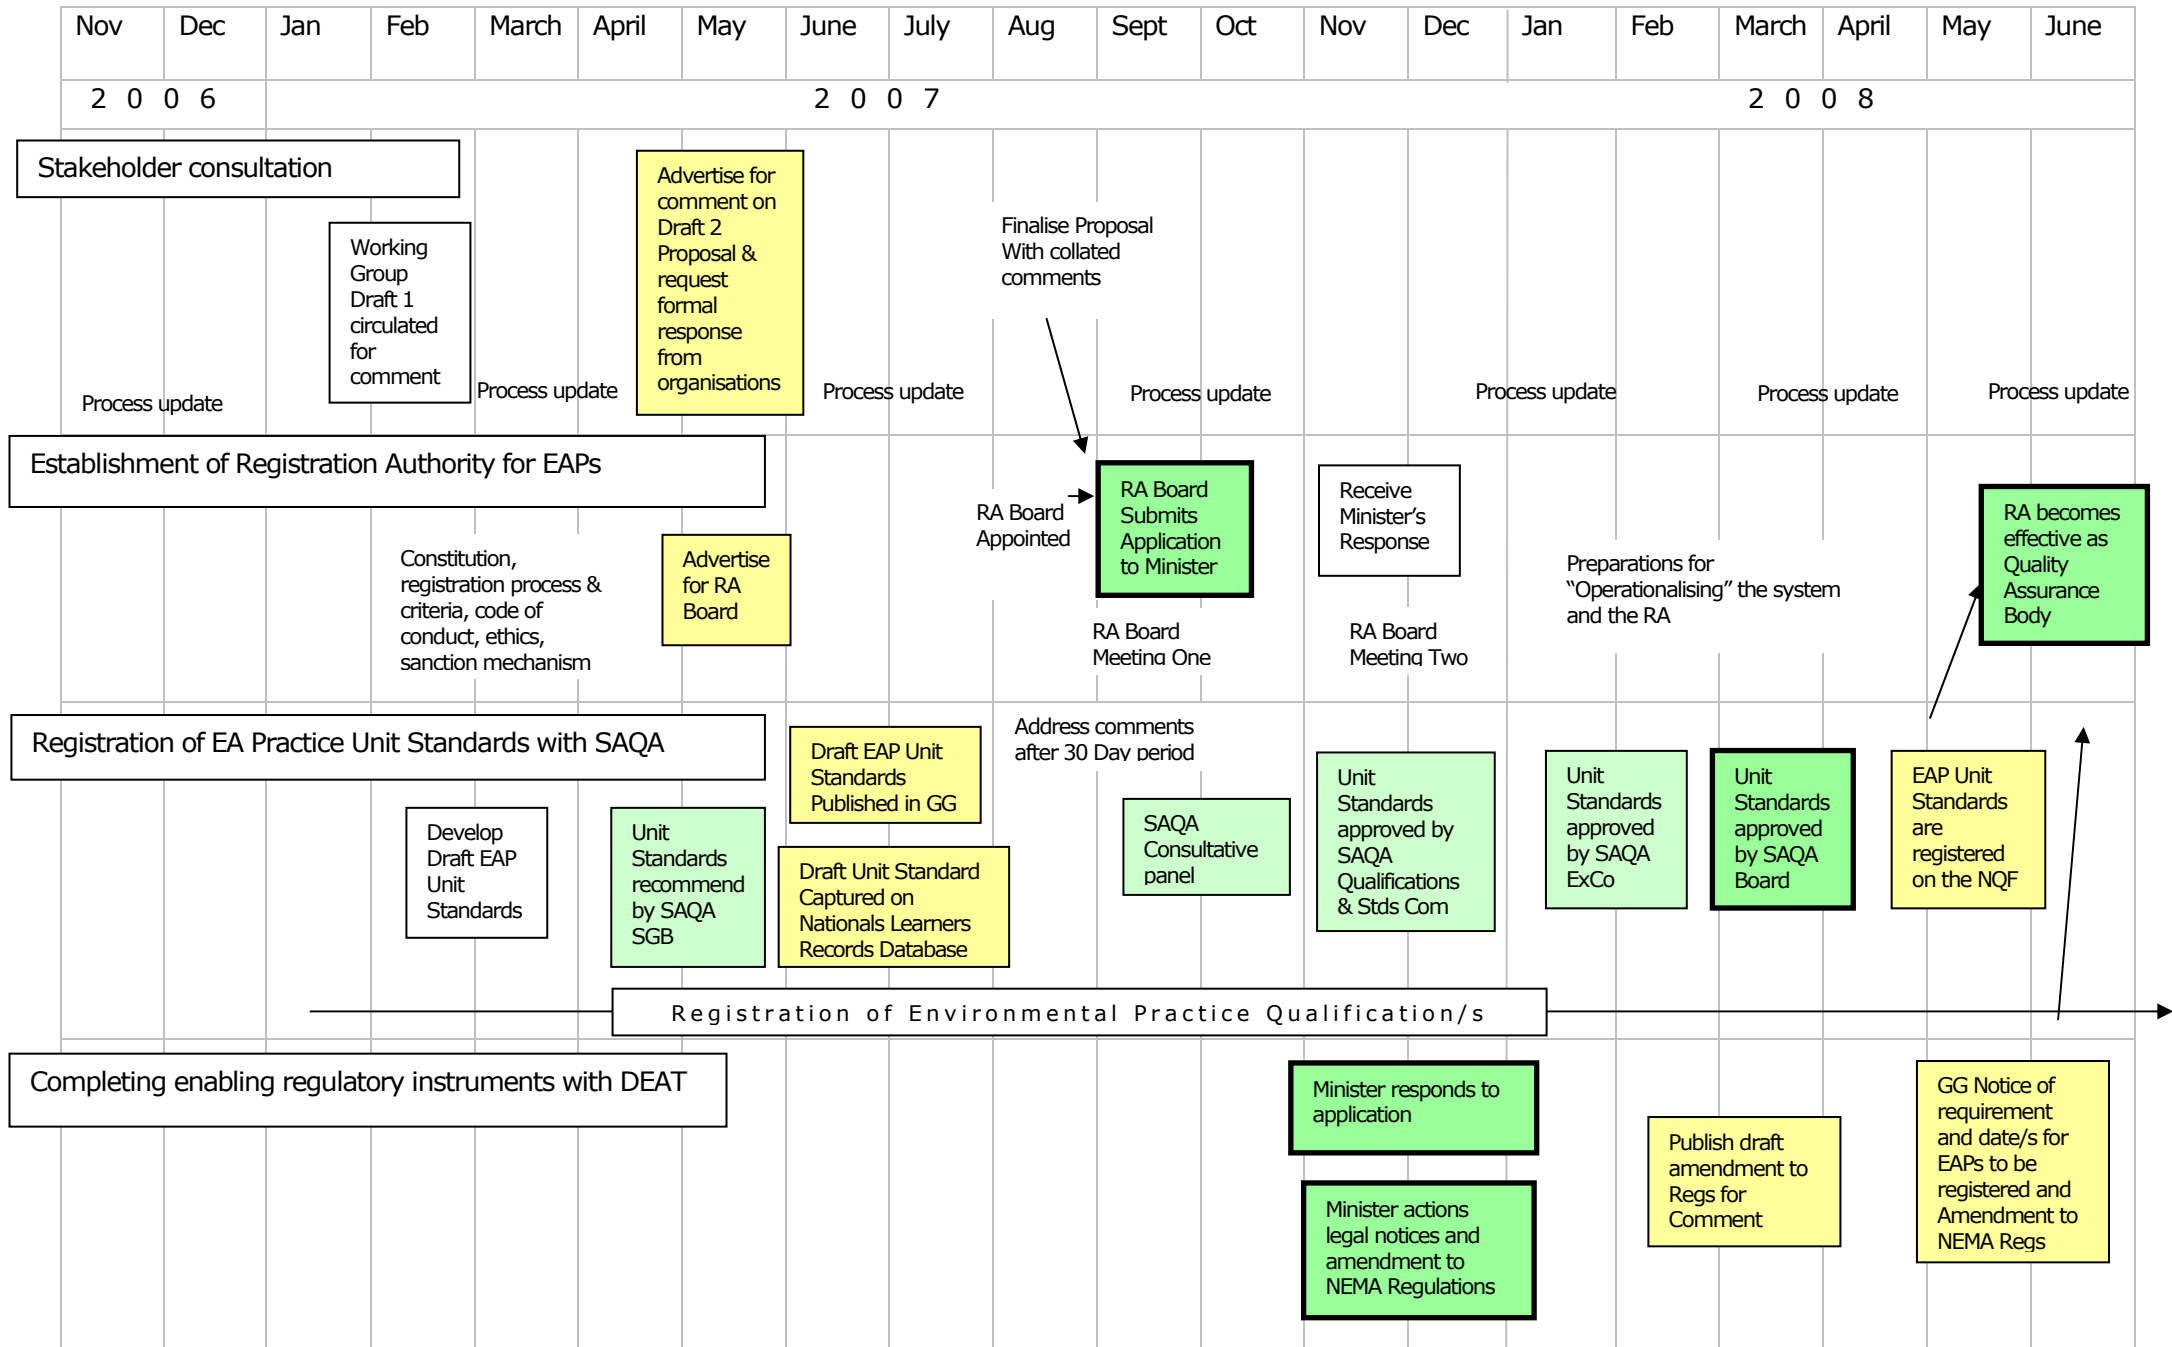 Nov Dec Jan Feb March April May June July Aug Sept Oct Nov Dec Jan Feb March April May June
2 0 0 6 2 0 0 7 2 0 0 8
Stakeholder consultation
Working
Group
Draft 1
circulated
for
comment
Advertise for
comment on
Draft 2
Proposal &
request
formal
response
from
organisations
Finalise Proposal
With collated
comments
Process update
Process update
Process update
Process update
Process update
Process update
Process update
Establishment of Registration Authority for EAPs
Constitution,
registration process &
criteria, code of
conduct, ethics,
sanction mechanism
Advertise
for RA
Board
RA Board
Appointed
RA Board
Submits
Application
to Minister
RA Board
Meeting One
Receive
Minister's
Response
RA Board
Meeting Two
Preparations for
"Operationalising" the system
and the RA
RA becomes
effective as
Quality
Assurance
Body
Registration of EA Practice Unit Standards with SAQA
Develop
Draft EAP
Unit
Standards
Unit
Standards
recommend
by SAQA
SGB
Draft EAP Unit
Standards
Published in GG
Draft Unit Standard
Captured on
Nationals Learners
Records Database
Address comments
after 30 Day period
SAQA
Consultative
panel
Unit
Standards
approved by
SAQA
Qualifications
& Stds Com
Unit
Standards
approved
by SAQA
ExCo
Unit
Standards
approved
by SAQA
Board
EAP Unit
Standards
are
registered
on the NQF
Registration of Environmental Practice Qualification/s
Completing enabling regulatory instruments with DEAT
Minister responds to
application
Minister actions
legal notices and
amendment to
NEMA Regulations
Publish draft
amendment to
Regs for
Comment
GG Notice of
requirement
and date/s for
EAPs to be
registered and
Amendment to
NEMA Regs